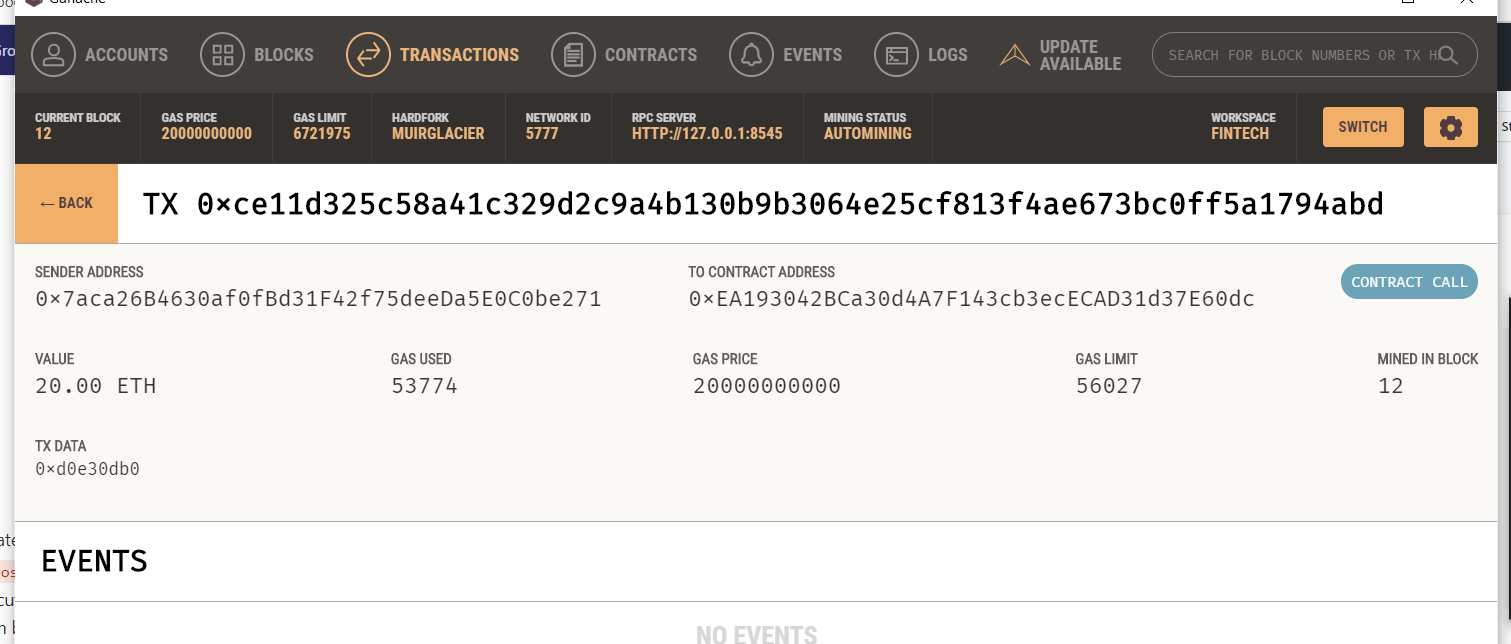 Ganache
ACCOUNTS BLOCKS TRANSACTIONS CONTRACTS EVENTS LOGS UPDATE AVAILABLE SEARCH FOR BLOCK NUMBERS OR TX H
CURRENT BLOCK GAS PRICE GAS LIMIT HARDFORK NETWORK ID RPC SERVER MINING STATUS WORKSPACE
12 20000000000 6721975 MUIRGLACIER 5777 HTTP://127.0.0.1:8545 AUTOMINING FINTECH SWITCH
← BACK TX 0×ce11d325c58a41c329d2c9a4b130b9b3064e25cf813f4ae673bc0ff5a1794abd
SENDER ADDRESS TO CONTRACT ADDRESS
0×7aca26B4630af0fBd31F42f75deeDa5E0C0be271 0×EA193042BCa30d4A7F143cb3ecECAD31d37E60dc CONTRACT CALL
VALUE GAS USED GAS PRICE GAS LIMIT MINED IN BLOCK
20.00 ETH 53774 20000000000 56027 12
TX DATA
0×d0e30db0
EVENTS
NO EVENTS